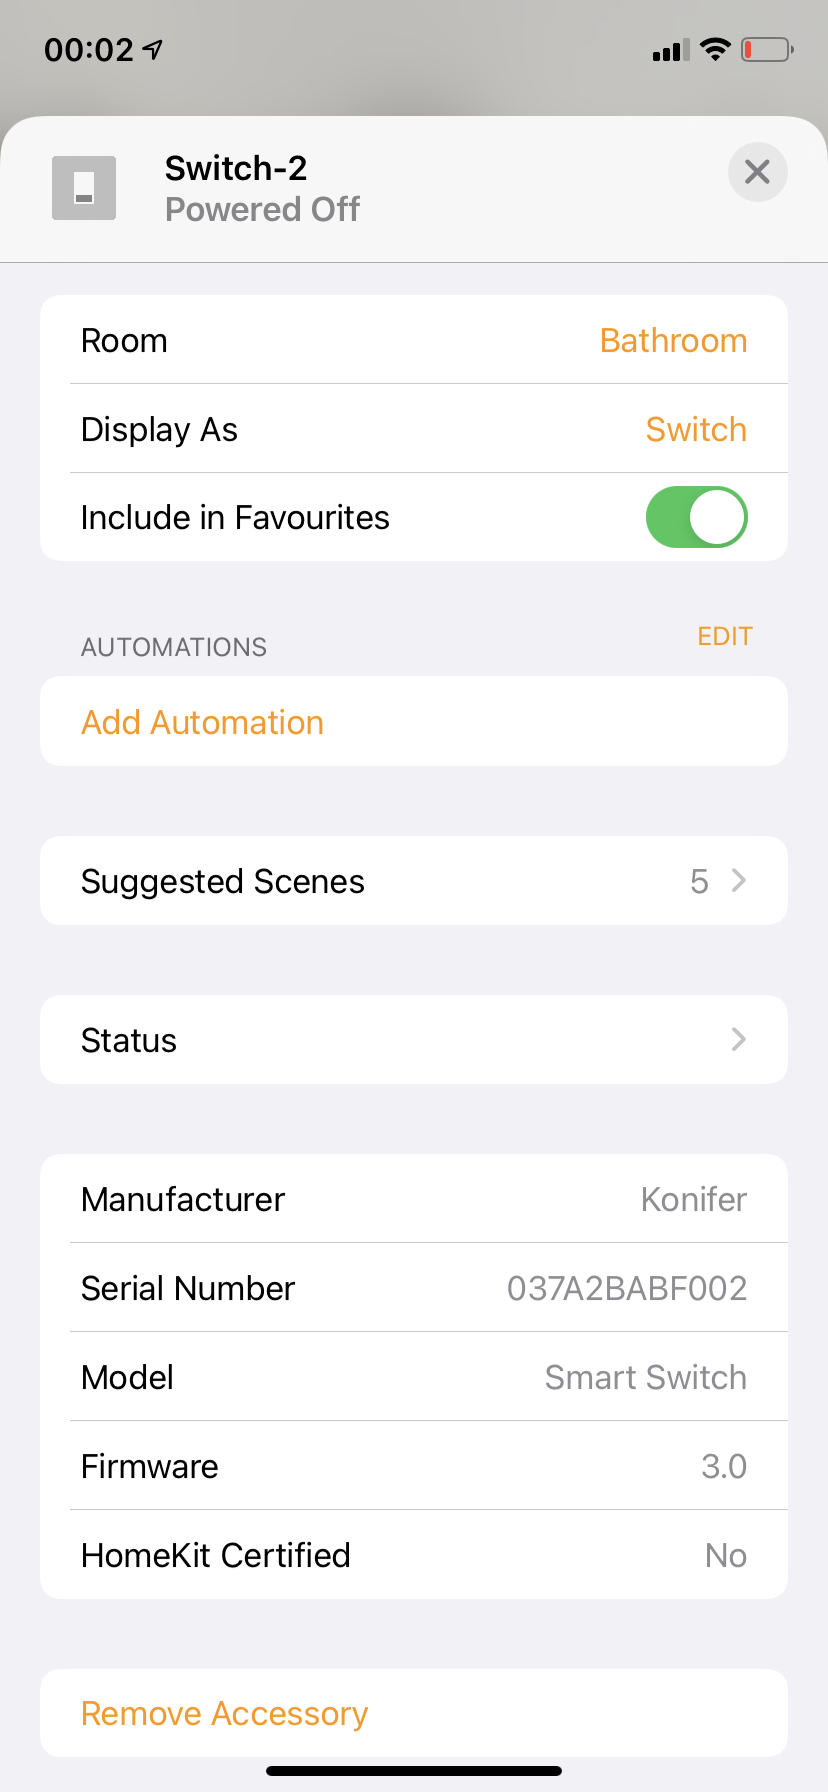 00:02
Switch-2
Powered Off
Room Bathroom
Display As Switch
Include in Favourites
AUTOMATIONS EDIT
Add Automation
Suggested Scenes 5
Status
Manufacturer Konifer
Serial Number 037A2BABF002
Model Smart Switch
Firmware 3.0
HomeKit Certified No
Remove Accessory